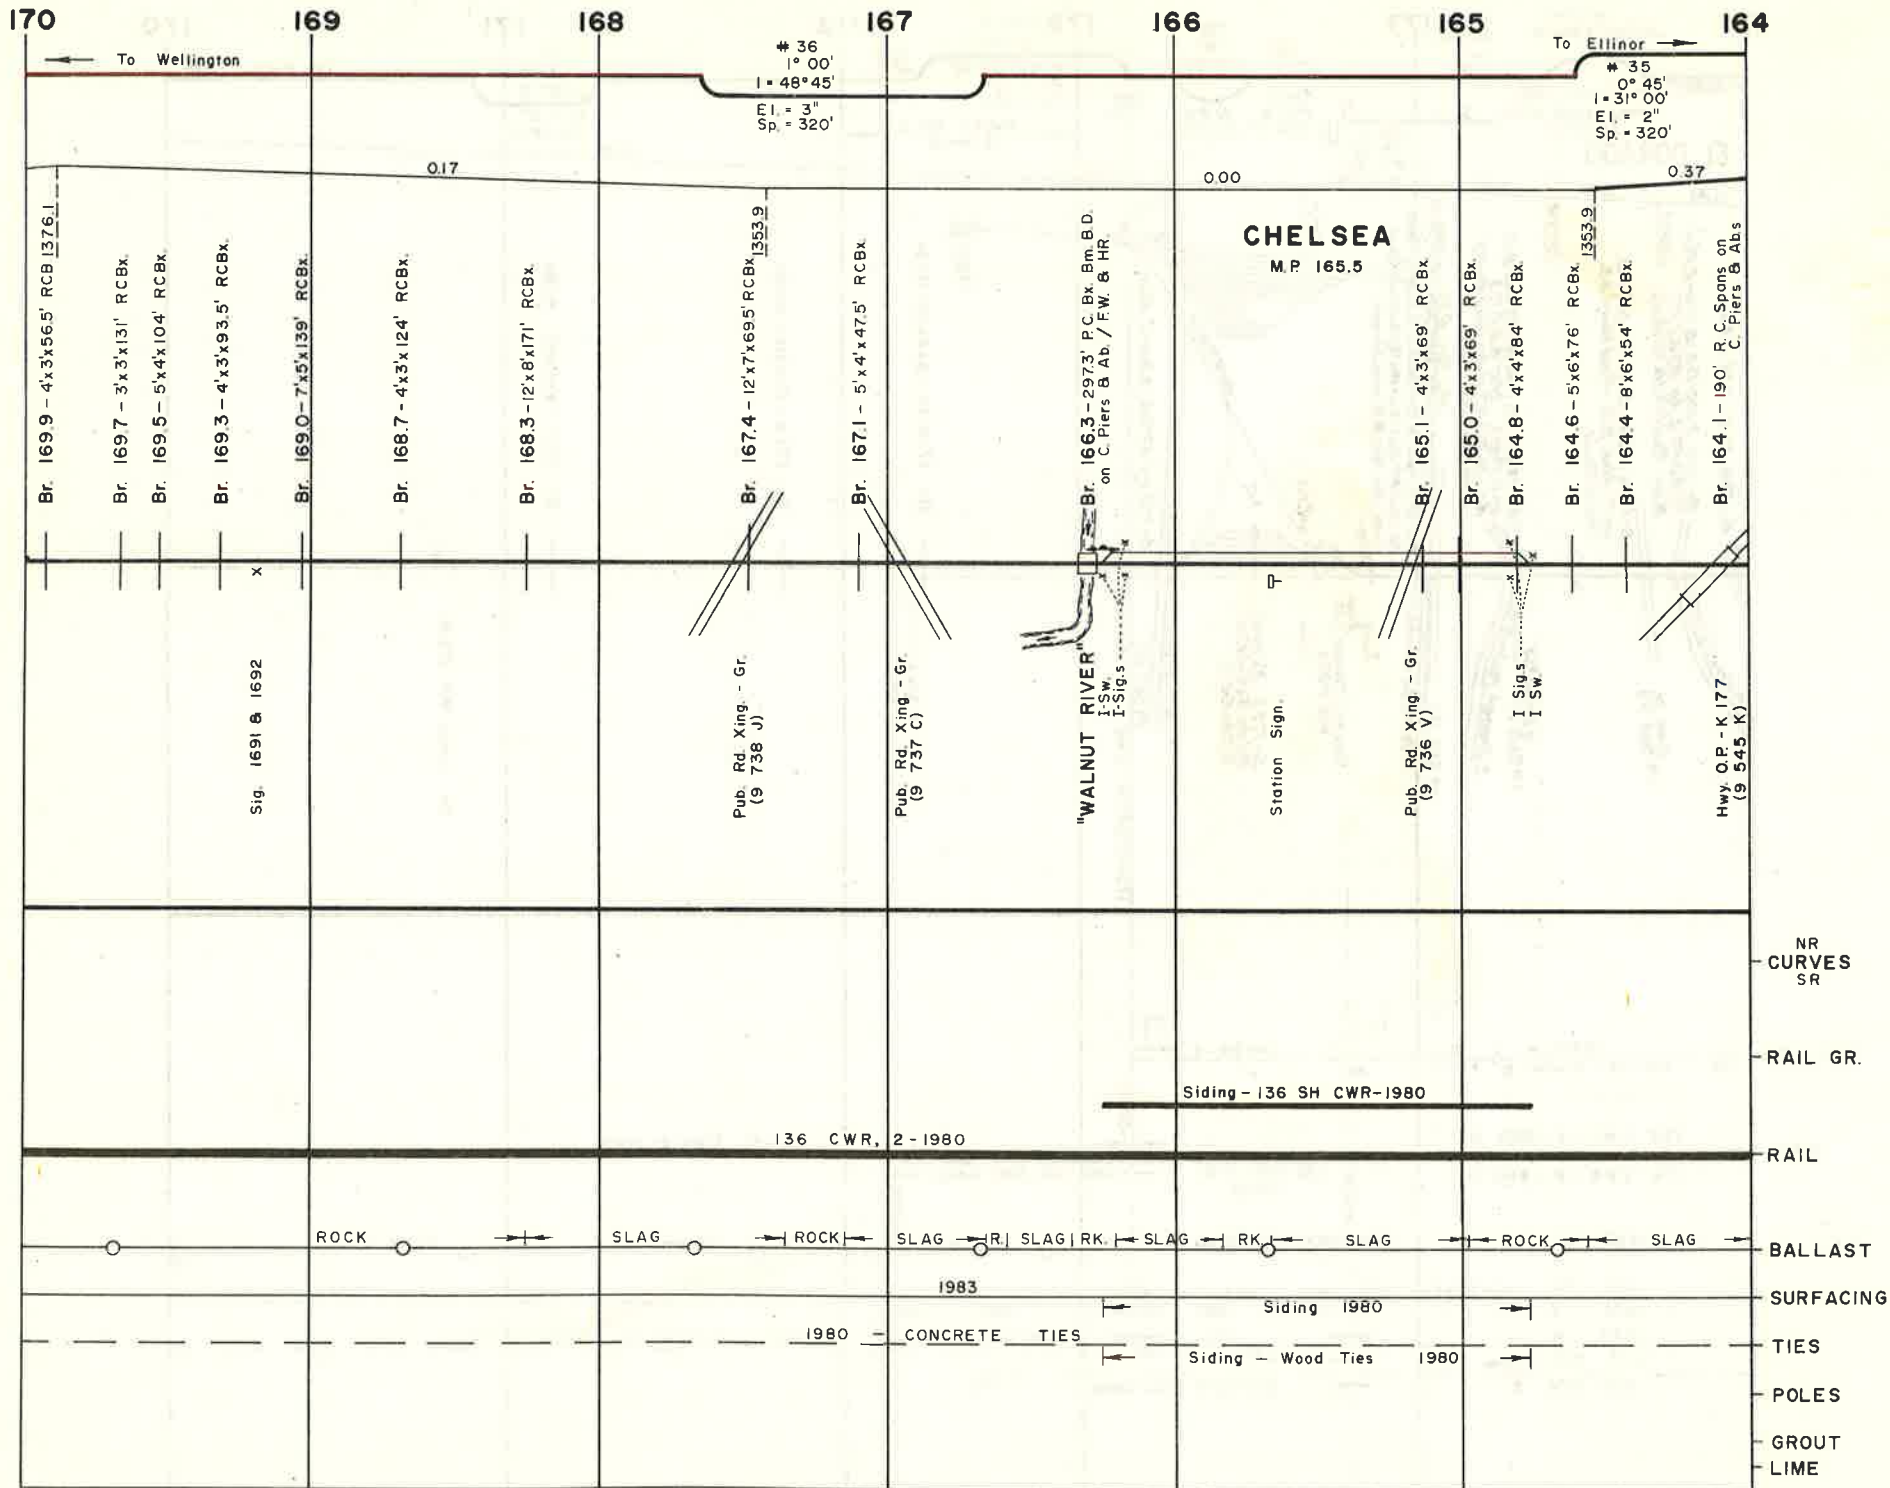 170 169 168 167 166 165 164
To Wellington
# 36
1° 00'
I = 48° 45'
El. = 3"
Sp. = 320'
To Ellinor
# 35
0° 45'
I = 31° 00'
El. = 2"
Sp. = 320'
0.17
0.00
0.37
1376.1
1353.9
1353.9
CHELSEA
M.P. 165.5
Br. 169.9 - 4'x3'x56.5' RCB
Br. 169.7 - 3'x3'x131' RCBx.
Br. 169.5 - 5'x4'x104' RCBx.
Br. 169.3 - 4'x3'x93.5' RCBx.
Br. 169.0 - 7'x5'x139' RCBx.
Br. 168.7 - 4'x3'x124' RCBx.
Br. 168.3 - 12'x8'x171' RCBx.
Br. 167.4 - 12'x7'x69.5' RCBx.
Br. 167.1 - 5'x4'x47.5' RCBx.
Br. 166.3 - 297.3' P.C. Bx. Bm. B.D.
on C. Piers & Ab. / F.W. & HR.
Br. 165.1 - 4'x3'x69' RCBx.
Br. 165.0 - 4'x3'x69' RCBx.
Br. 164.8 - 4'x4'x84' RCBx.
Br. 164.6 - 5'x6'x76' RCBx.
Br. 164.4 - 8'x6'x54' RCBx.
Br. 164.1 - 190' R.C. Spans on
C. Piers & Abs
x
Sig. 1691 & 1692
Pub. Rd. Xing. - Gr.
(9 738 J)
Pub. Rd. Xing - Gr.
(9 737 C)
"WALNUT RIVER"
I-Sw.
I-Sig.s
Station Sign.
Pub. Rd. Xing - Gr.
(9 736 V)
I Sig.s
I Sw.
Hwy. O.P. - K 177
(9 545 K)
NR
CURVES
SR
RAIL GR.
Siding - 136 SH CWR-1980
136 CWR, 2-1980
RAIL
ROCK SLAG ROCK SLAG R. SLAG RK. SLAG RK. SLAG ROCK SLAG
BALLAST
1983
SURFACING
Siding 1980
1980 - CONCRETE TIES
TIES
Siding - Wood Ties 1980
POLES
GROUT
LIME